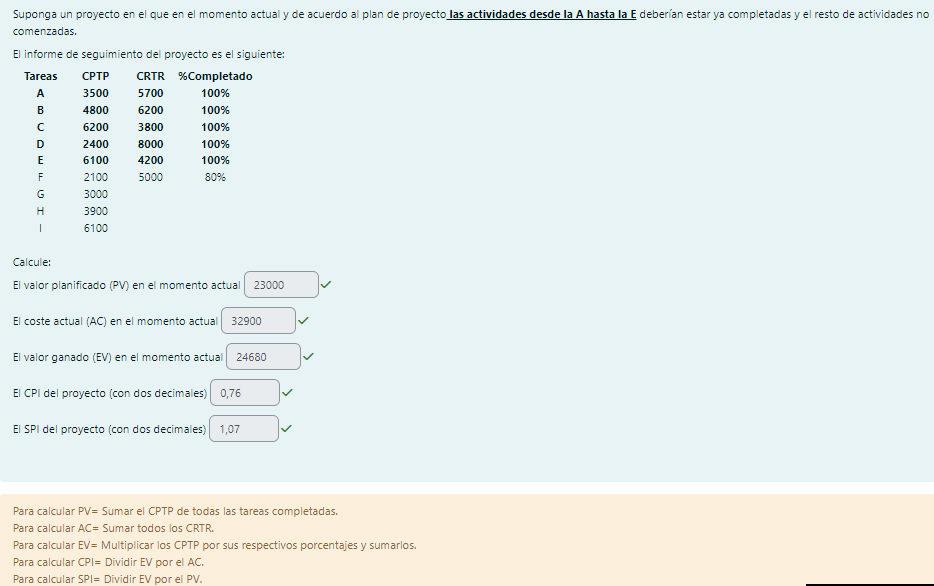 Suponga un proyecto en el que en el momento actual y de acuerdo al plan de proyecto las actividades desde la A hasta la E deberían estar ya completadas y el resto de actividades no
comenzadas.
El informe de seguimiento del proyecto es el siguiente:
Tareas CPTP CRTR %Completado
A 3500 5700 100%
B 4800 6200 100%
C 6200 3800 100%
D 2400 8000 100%
E 6100 4200 100%
F 2100 5000 80%
G 3000
H 3900
I 6100
Calcule:
El valor planificado (PV) en el momento actual 23000
El coste actual (AC) en el momento actual 32900
El valor ganado (EV) en el momento actual 24680
El CPI del proyecto (con dos decimales) 0,76
El SPI del proyecto (con dos decimales) 1,07
Para calcular PV= Sumar el CPTP de todas las tareas completadas.
Para calcular AC= Sumar todos los CRTR.
Para calcular EV= Multiplicar los CPTP por sus respectivos porcentajes y sumarlos.
Para calcular CPI= Dividir EV por el AC.
Para calcular SPI= Dividir EV por el PV.